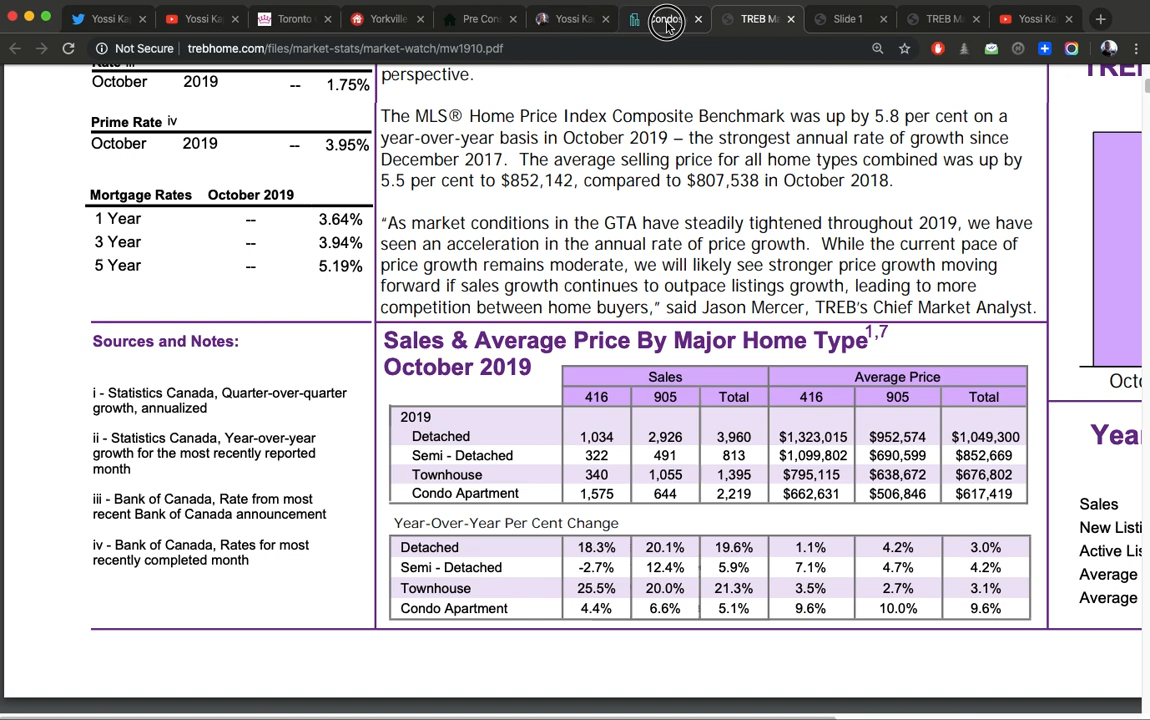 Yossi Ka
Yossi Ka
Toronto
Yorkville
Pre Con
Yossi Ka
Condos
TREB M
Slide 1
TREB M
Yossi Ka
Not Secure | trebhome.com/files/market-stats/market-watch/mw1910.pdf
October 2019 -- 1.75%
Prime Rate iv
October 2019 -- 3.95%
Mortgage Rates October 2019
1 Year -- 3.64%
3 Year -- 3.94%
5 Year -- 5.19%
Sources and Notes:
i - Statistics Canada, Quarter-over-quarter
growth, annualized
ii - Statistics Canada, Year-over-year
growth for the most recently reported
month
iii - Bank of Canada, Rate from most
recent Bank of Canada announcement
iv - Bank of Canada, Rates for most
recently completed month
perspective.
The MLS® Home Price Index Composite Benchmark was up by 5.8 per cent on a
year-over-year basis in October 2019 – the strongest annual rate of growth since
December 2017. The average selling price for all home types combined was up by
5.5 per cent to $852,142, compared to $807,538 in October 2018.
“As market conditions in the GTA have steadily tightened throughout 2019, we have
seen an acceleration in the annual rate of price growth. While the current pace of
price growth remains moderate, we will likely see stronger price growth moving
forward if sales growth continues to outpace listings growth, leading to more
competition between home buyers,” said Jason Mercer, TREB’s Chief Market Analyst.
Sales & Average Price By Major Home Type1,7
October 2019
Sales Average Price
416 905 Total 416 905 Total
2019
Detached 1,034 2,926 3,960 $1,323,015 $952,574 $1,049,300
Semi - Detached 322 491 813 $1,099,802 $690,599 $852,669
Townhouse 340 1,055 1,395 $795,115 $638,672 $676,802
Condo Apartment 1,575 644 2,219 $662,631 $506,846 $617,419
Year-Over-Year Per Cent Change
Detached 18.3% 20.1% 19.6% 1.1% 4.2% 3.0%
Semi - Detached -2.7% 12.4% 5.9% 7.1% 4.7% 4.2%
Townhouse 25.5% 20.0% 21.3% 3.5% 2.7% 3.1%
Condo Apartment 4.4% 6.6% 5.1% 9.6% 10.0% 9.6%
Octo
Yea
Sales
New Listi
Active Lis
Average
Average